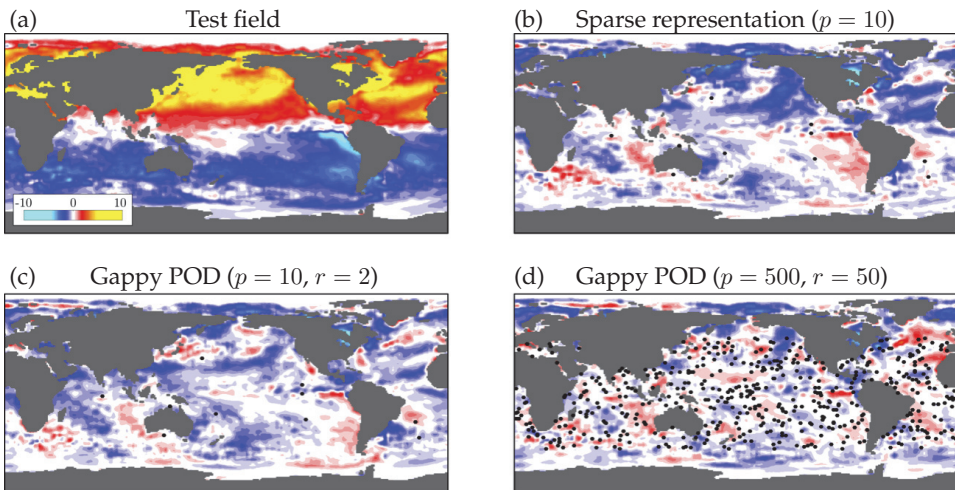 (a) Test field
(b) Sparse representation (p = 10)
-10 0 10
(c) Gappy POD (p = 10, r = 2)
(d) Gappy POD (p = 500, r = 50)